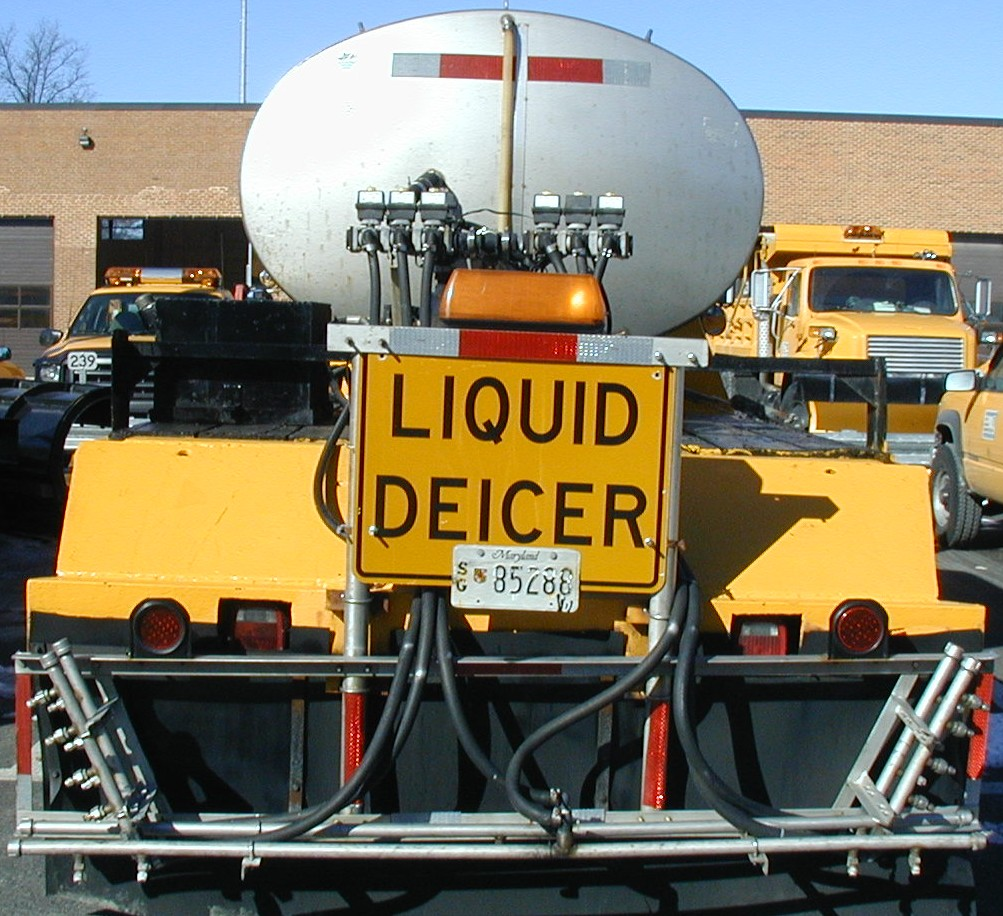 LIQUID
DEICER
Maryland
SG 85288
239